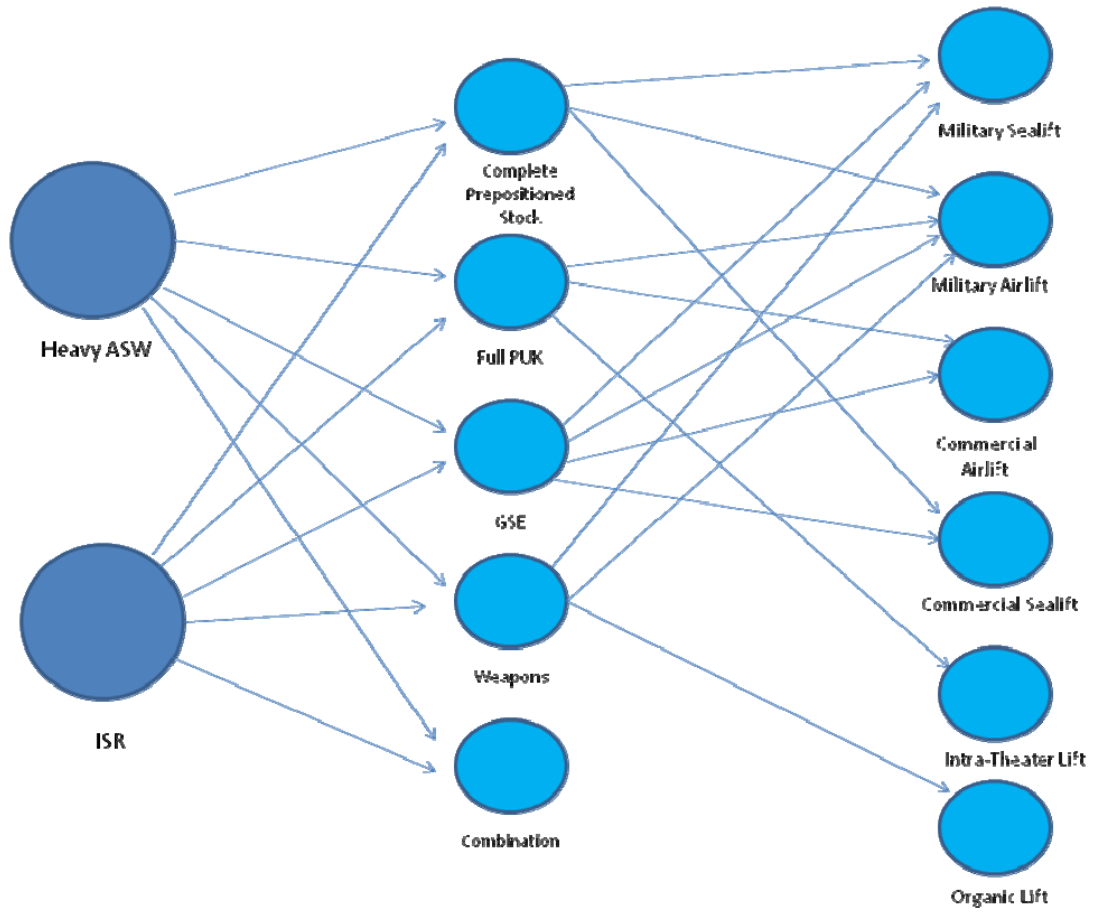 Heavy ASW
ISR
Complete
Prepositioned
Stock
Full PUK
GSE
Weapons
Combination
Military Sealift
Military Airlift
Commercial
Airlift
Commercial Sealift
Intra-Theater Lift
Organic Lift